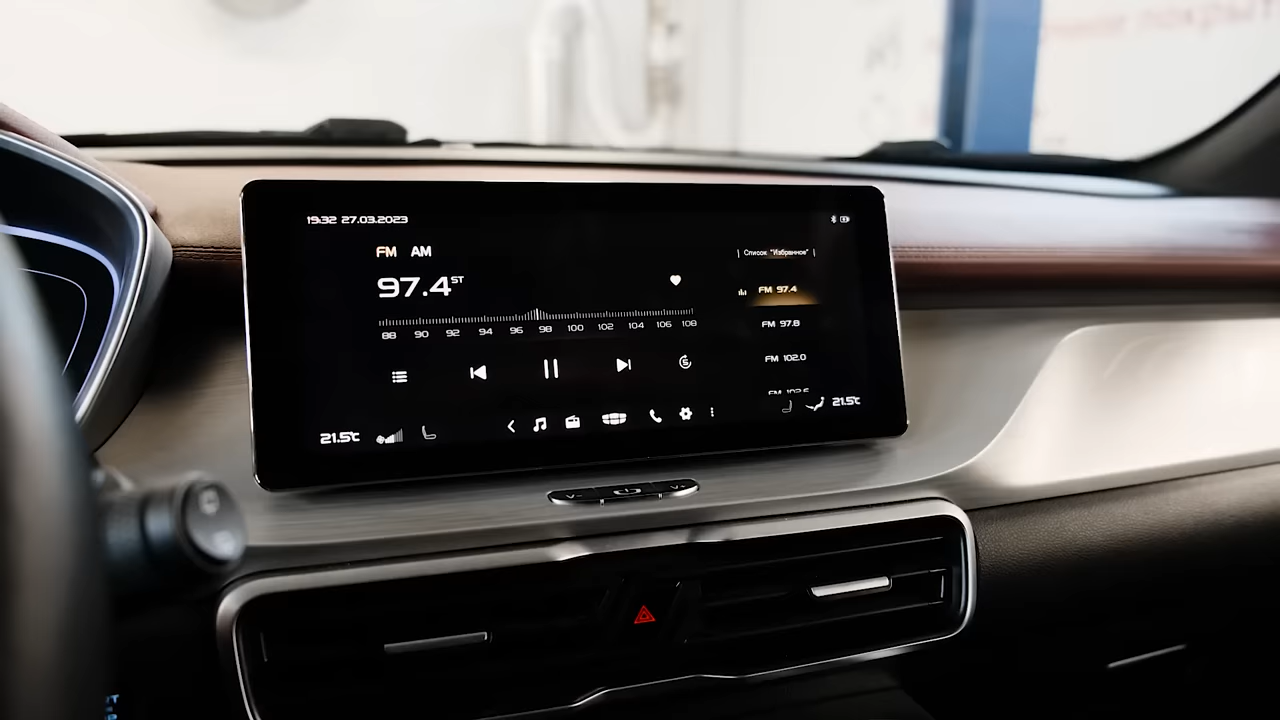 19:32 27.03.2023
FM AM
Список "Избранное"
97.4 ST
FM 97.4
88 90 92 94 96 98 100 102 104 106 108
FM 97.8
FM 102.0
5
21.5℃
21.5℃
V- V+